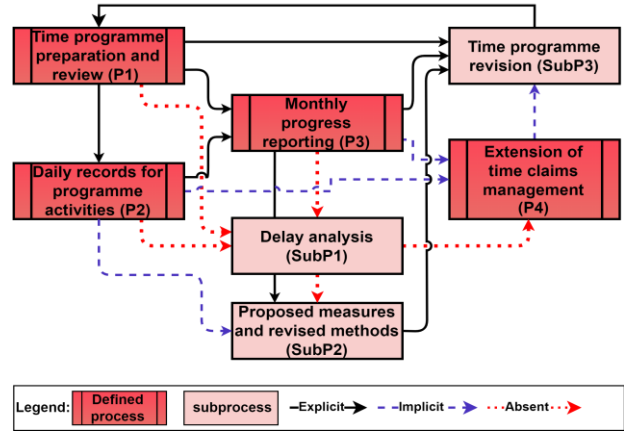 Time programme
preparation and
review (P1)
Time programme
revision (SubP3)
Monthly
progress
reporting (P3)
Daily records for
programme
activities (P2)
Extension of
time claims
management
(P4)
Delay analysis
(SubP1)
Proposed measures
and revised methods
(SubP2)
Legend:
Defined
process
subprocess
Explicit
Implicit
Absent